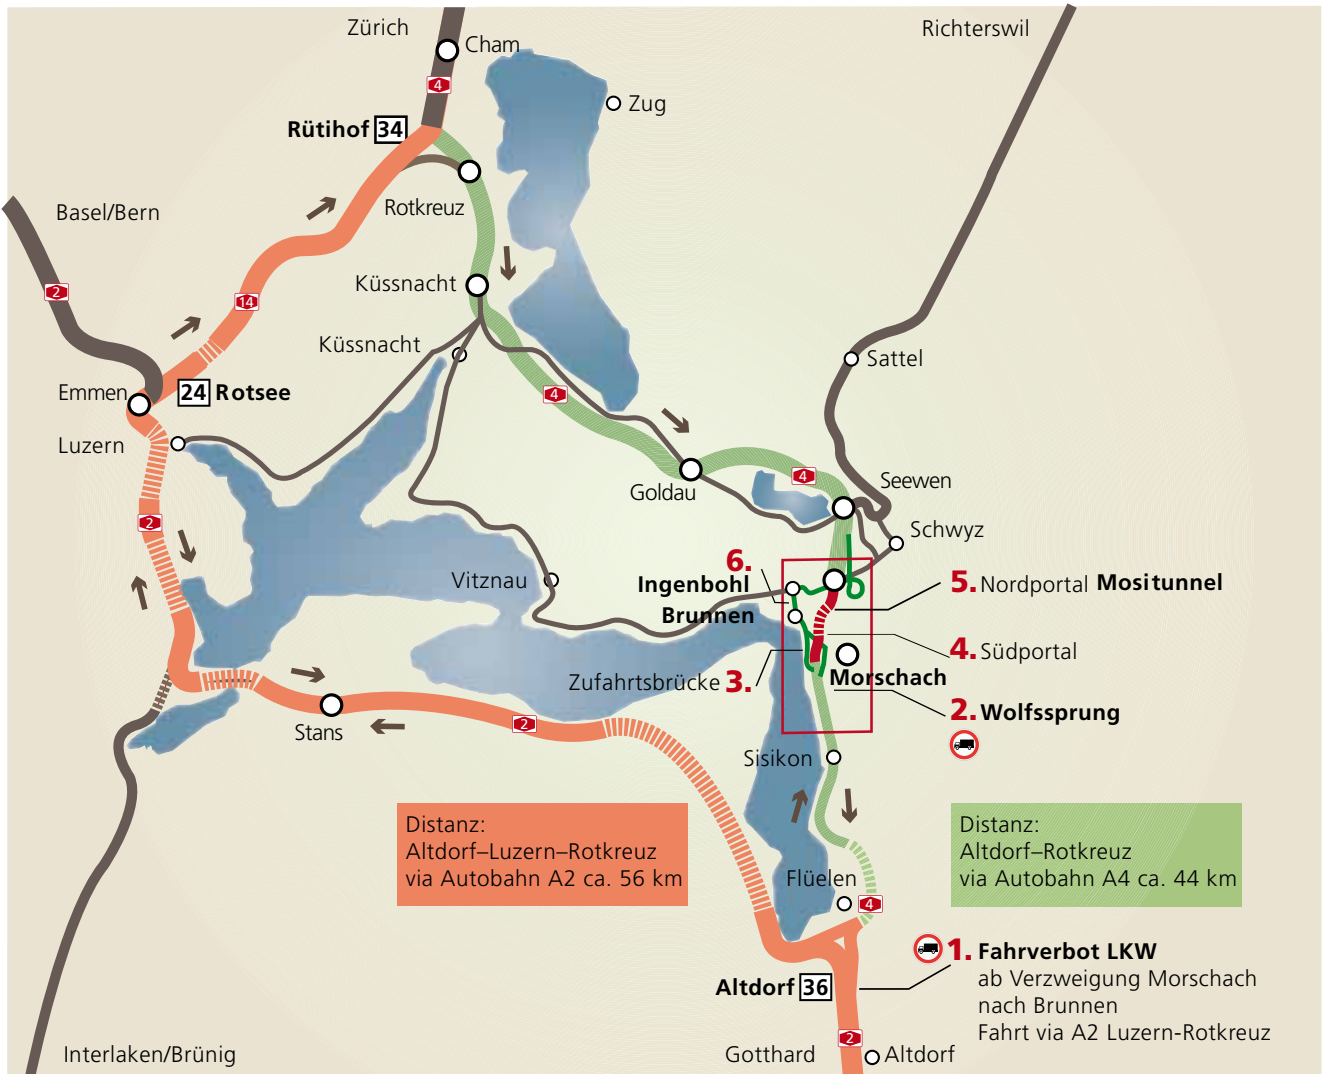 Zürich
Cham
Richterswil
4
Zug
Rütihof 34
Rotkreuz
Basel/Bern
Küssnacht
2
14
Küssnacht
Sattel
Emmen
24 Rotsee
4
Luzern
4
Goldau
Seewen
2
Schwyz
6.
Ingenbohl
Brunnen
Vitznau
5. Nordportal Mositunnel
4. Südportal
Zufahrtsbrücke 3.
Morschach
2. Wolfssprung
Stans
2
Sisikon
Distanz:
Altdorf–Luzern–Rotkreuz
via Autobahn A2 ca. 56 km
Distanz:
Altdorf–Rotkreuz
via Autobahn A4 ca. 44 km
Flüelen
4
1. Fahrverbot LKW
ab Verzweigung Morschach
nach Brunnen
Fahrt via A2 Luzern-Rotkreuz
Altdorf 36
2
Interlaken/Brünig
Gotthard
Altdorf